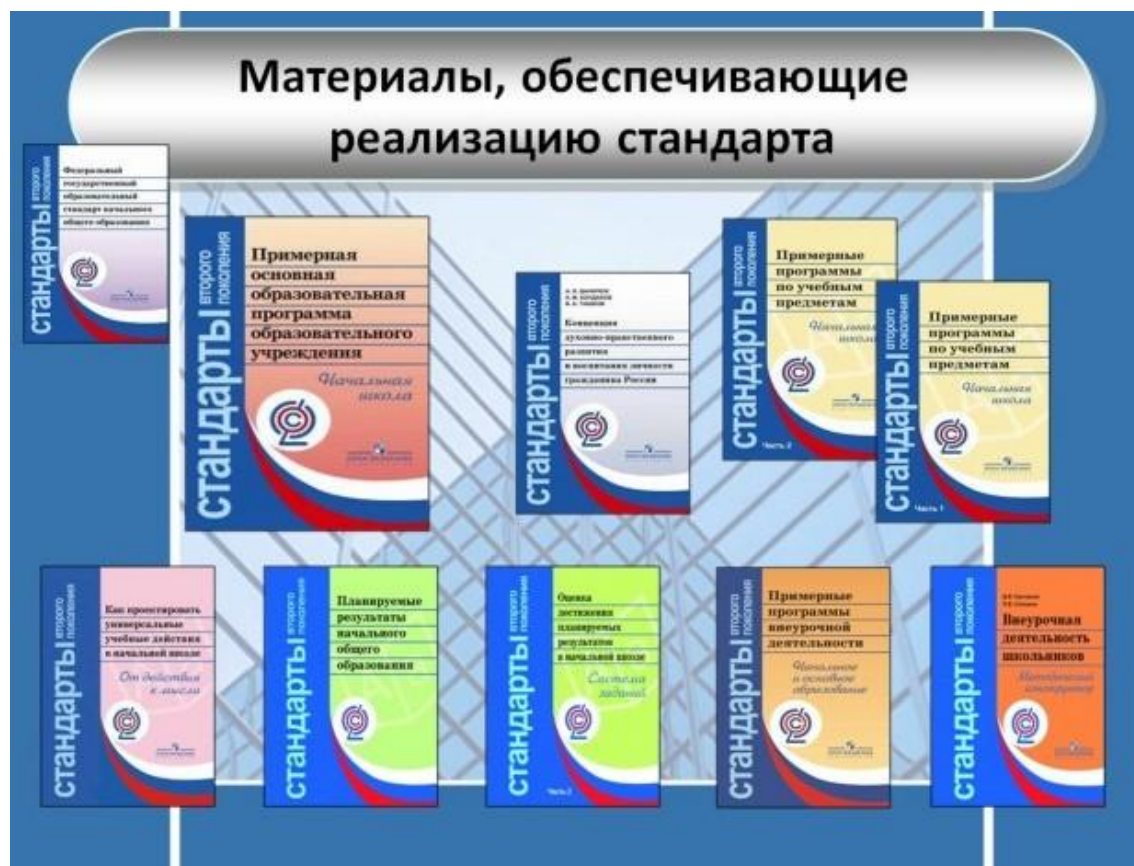 Материалы, обеспечивающие
реализацию стандарта
стандарты
второго
поколения
Федеральный
государственный
образовательный
стандарт начального
общего образования
стандарты
второго
поколения
Примерная
основная
образовательная
программа
образовательного
учреждения
Начальная
школа
стандарты
второго
поколения
Концепция
духовно-нравственного
развития
и воспитания личности
гражданина России
стандарты
второго
поколения
Примерные
программы
по учебным
предметам
Начальная
школа
Часть 2
стандарты
Примерные
программы
по учебным
предметам
Начальная
школа
Часть 1
стандарты
второго
поколения
Как проектировать
универсальные
учебные действия
в начальной школе
От действия
к мысли
стандарты
второго
поколения
Планируемые
результаты
начального
общего
образования
стандарты
второго
поколения
Оценка
достижения
планируемых
результатов
в начальной школе
Система
заданий
Часть 2
стандарты
второго
поколения
Примерные
программы
внеурочной
деятельности
Начальное
и основное
образование
стандарты
второго
поколения
Внеурочная
деятельность
школьников
Методический
конструктор